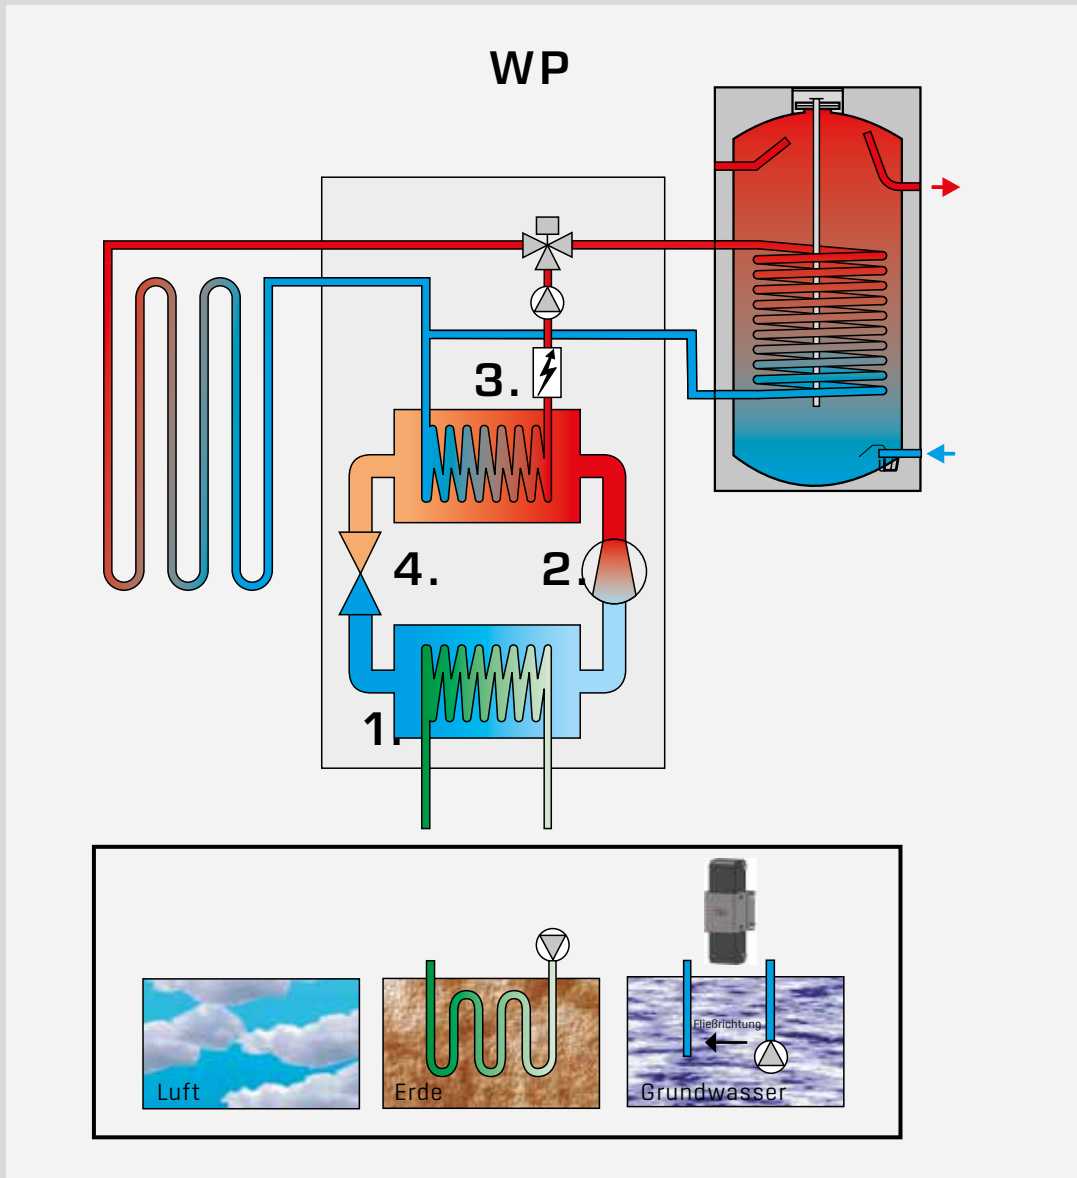 WP
3.
4.
2.
1.
Fließrichtung
Luft
Erde
Grundwasser